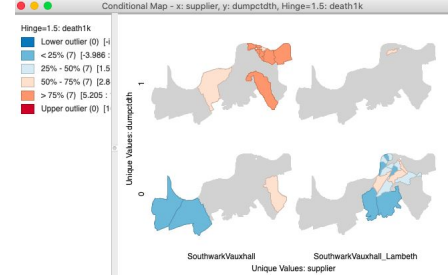 Conditional Map - x: supplier, y: dumpctdth, Hinge=1.5: death1k
Hinge=1.5: death1k
Lower outlier (0) [-i
< 25% (7) [-3.986 :
25% - 50% (7) [1.5
50% - 75% (7) [2.8
> 75% (7) [5.205 :
Upper outlier (0) [1
Unique Values: dumpctdth
1
0
SouthwarkVauxhall
SouthwarkVauxhall_Lambeth
Unique Values: supplier